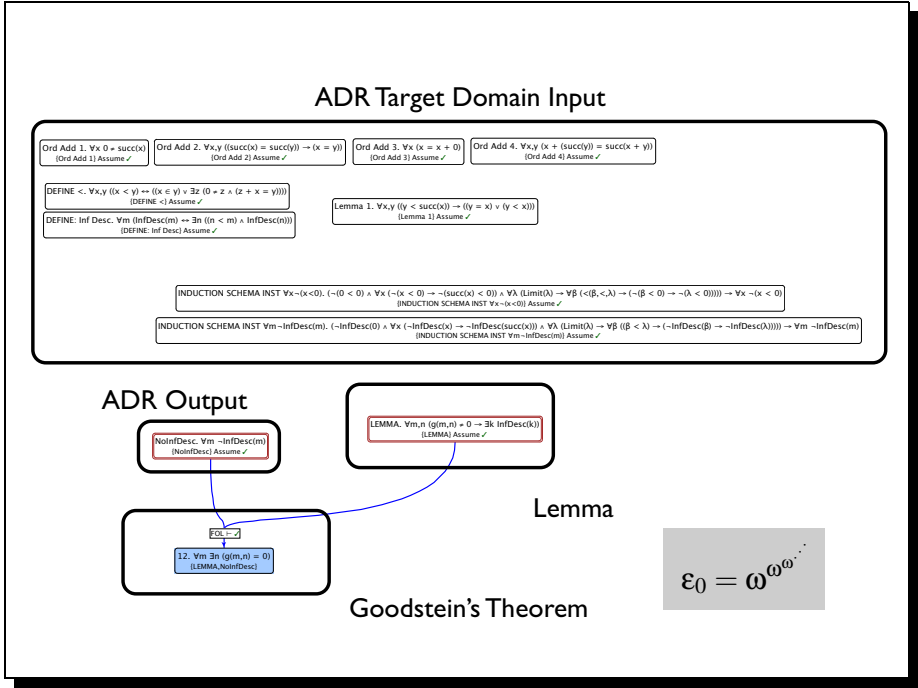 ADR Target Domain Input
Ord Add 1. ∀x 0 ≠ succ(x)
{Ord Add 1} Assume ✓
Ord Add 2. ∀x,y ((succ(x) = succ(y)) → (x = y))
{Ord Add 2} Assume ✓
Ord Add 3. ∀x (x = x + 0)
{Ord Add 3} Assume ✓
Ord Add 4. ∀x,y (x + (succ(y)) = succ(x + y))
{Ord Add 4} Assume ✓
DEFINE <. ∀x,y ((x < y) ↔ ((x ∈ y) ∨ ∃z (0 ≠ z ∧ (z + x = y))))
{DEFINE <} Assume ✓
DEFINE: Inf Desc. ∀m (InfDesc(m) ↔ ∃n ((n < m) ∧ InfDesc(n)))
{DEFINE: Inf Desc} Assume ✓
Lemma 1. ∀x,y ((y < succ(x)) → ((y = x) ∨ (y < x)))
{Lemma 1} Assume ✓
INDUCTION SCHEMA INST ∀x¬(x<0). (¬(0 < 0) ∧ ∀x (¬(x < 0) → ¬(succ(x) < 0)) ∧ ∀λ (Limit(λ) → ∀β (<(β,<,λ) → (¬(β < 0) → ¬(λ < 0))))) → ∀x ¬(x < 0)
{INDUCTION SCHEMA INST ∀x¬(x<0)} Assume ✓
INDUCTION SCHEMA INST ∀m¬InfDesc(m). (¬InfDesc(0) ∧ ∀x (¬InfDesc(x) → ¬InfDesc(succ(x))) ∧ ∀λ (Limit(λ) → ∀β ((β < λ) → (¬InfDesc(β) → ¬InfDesc(λ))))) → ∀m ¬InfDesc(m)
{INDUCTION SCHEMA INST ∀m¬InfDesc(m)} Assume ✓
ADR Output
NoInfDesc. ∀m ¬InfDesc(m)
{NoInfDesc} Assume ✓
LEMMA. ∀m,n (g(m,n) ≠ 0 → ∃k InfDesc(k))
{LEMMA} Assume ✓
Lemma
FOL ⊢ ✓
12. ∀m ∃n (g(m,n) = 0)
{LEMMA,NoInfDesc}
ε₀ = ω^ω^ω^⋰
Goodstein's Theorem